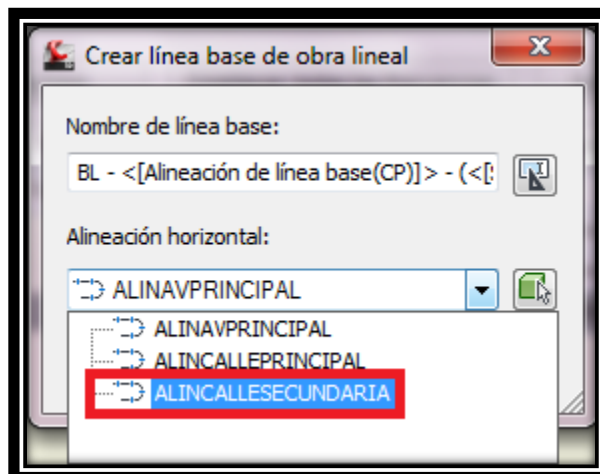 Crear línea base de obra lineal
Nombre de línea base:
BL - <[Alineación de línea base(CP)]> - (<[
Alineación horizontal:
ALINAVPRINCIPAL
ALINAVPRINCIPAL
ALINCALLEPRINCIPAL
ALINCALLESECUNDARIA